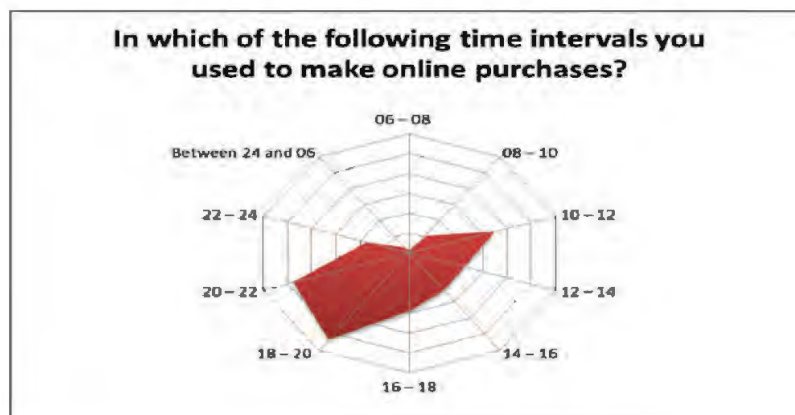 In which of the following time intervals you
used to make online purchases?
06 – 08
08 – 10
10 – 12
12 – 14
14 – 16
16 – 18
18 – 20
20 – 22
22 – 24
Between 24 and 06